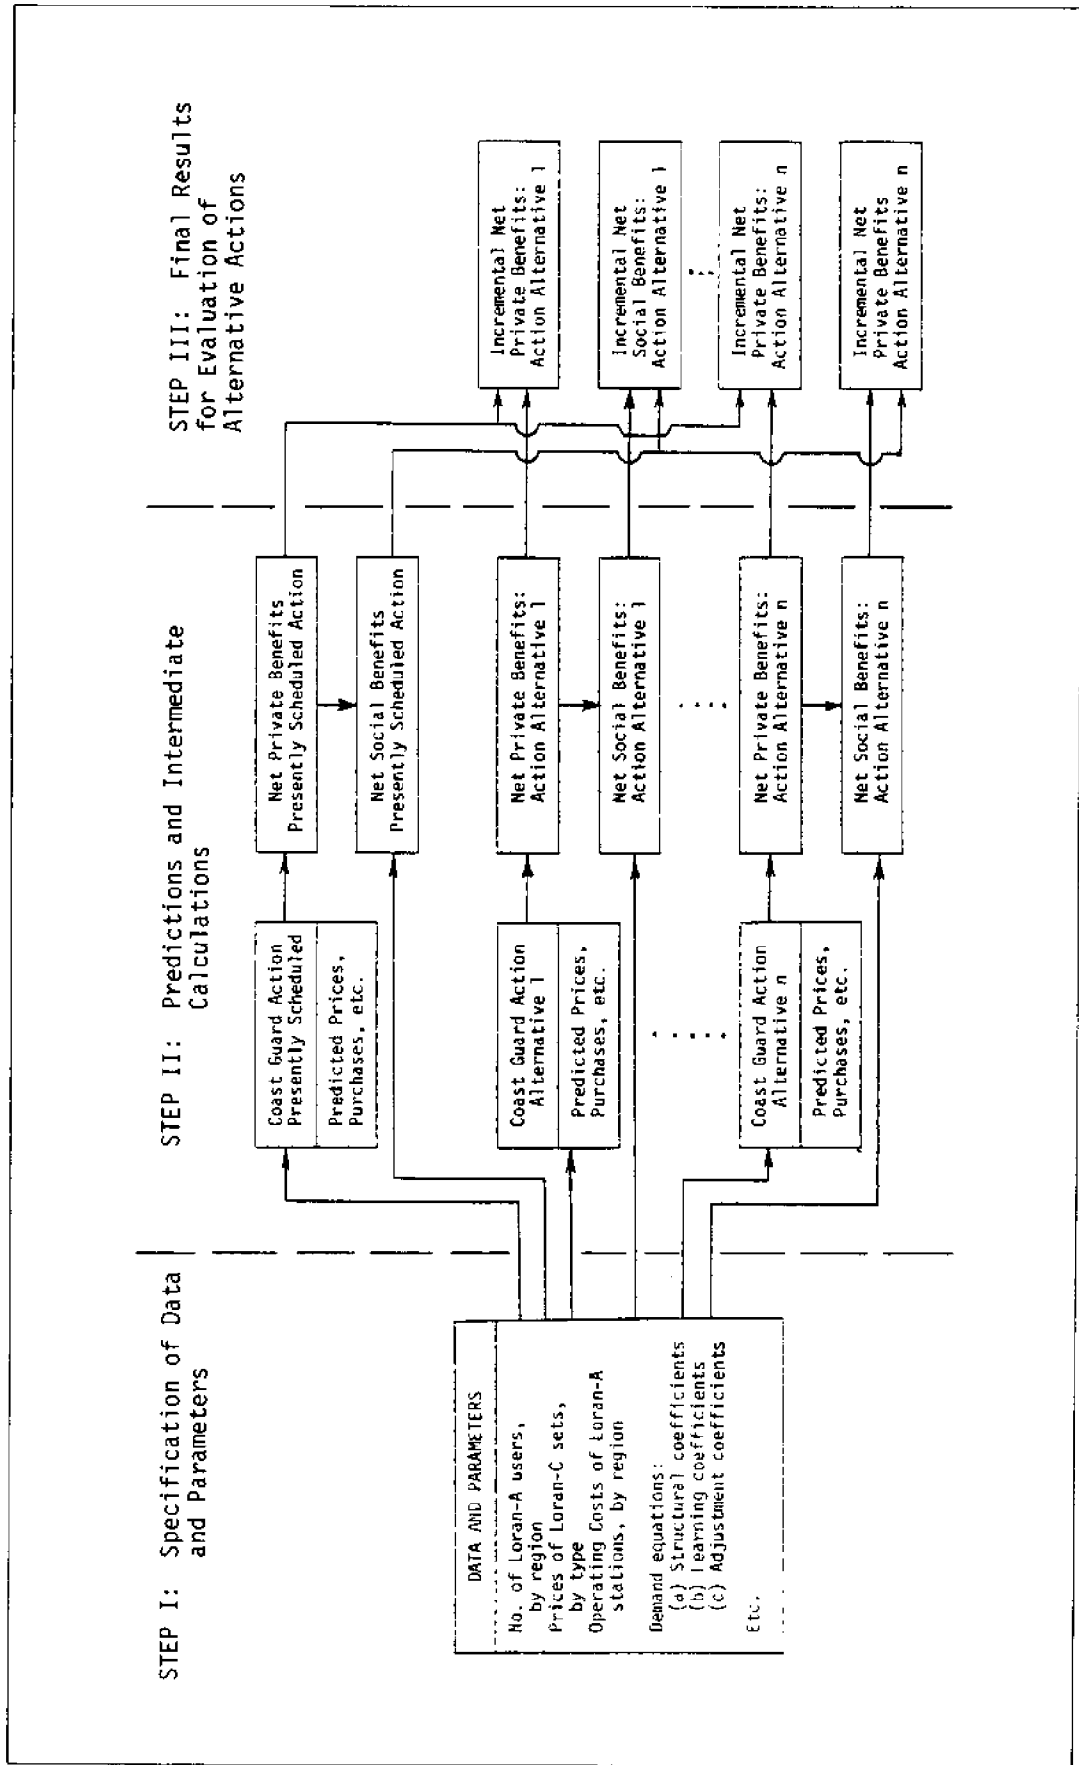 STEP I: Specification of Data
and Parameters
DATA AND PARAMETERS
No. of Loran-A users,
by region
Prices of Loran-C sets,
by type
Operating Costs of Loran-A
stations, by region
Demand equations:
(a) Structural coefficients
(b) Learning coefficients
(c) Adjustment coefficients
Etc.
STEP II: Predictions and Intermediate
Calculations
Coast Guard Action
Presently Scheduled
Predicted Prices,
Purchases, etc.
Net Private Benefits
Presently Scheduled Action
Net Social Benefits
Presently Scheduled Action
Coast Guard Action
Alternative 1
Predicted Prices,
Purchases, etc.
Net Private Benefits:
Action Alternative 1
Net Social Benefits:
Action Alternative 1
Coast Guard Action
Alternative n
Predicted Prices,
Purchases, etc.
Net Private Benefits:
Action Alternative n
Net Social Benefits:
Action Alternative n
STEP III: Final Results
for Evaluation of
Alternative Actions
Incremental Net
Private Benefits:
Action Alternative 1
Incremental Net
Social Benefits:
Action Alternative 1
Incremental Net
Private Benefits:
Action Alternative n
Incremental Net
Private Benefits
Action Alternative n